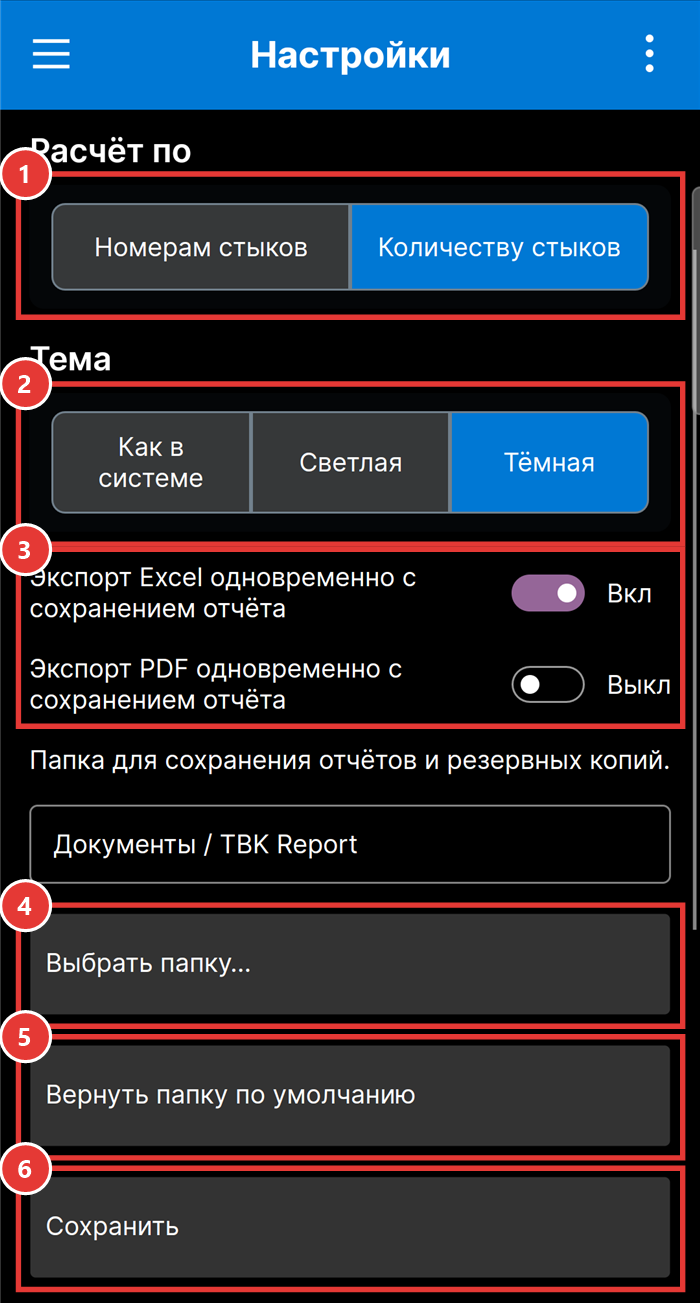 Настройки
Расчёт по
1
Номерам стыков
Количеству стыков
Тема
2
Как в
системе
Светлая
Тёмная
3
Экспорт Excel одновременно с
сохранением отчёта
Вкл
Экспорт PDF одновременно с
сохранением отчёта
Выкл
Папка для сохранения отчётов и резервных копий.
Документы / TBK Report
4
Выбрать папку...
5
Вернуть папку по умолчанию
6
Сохранить